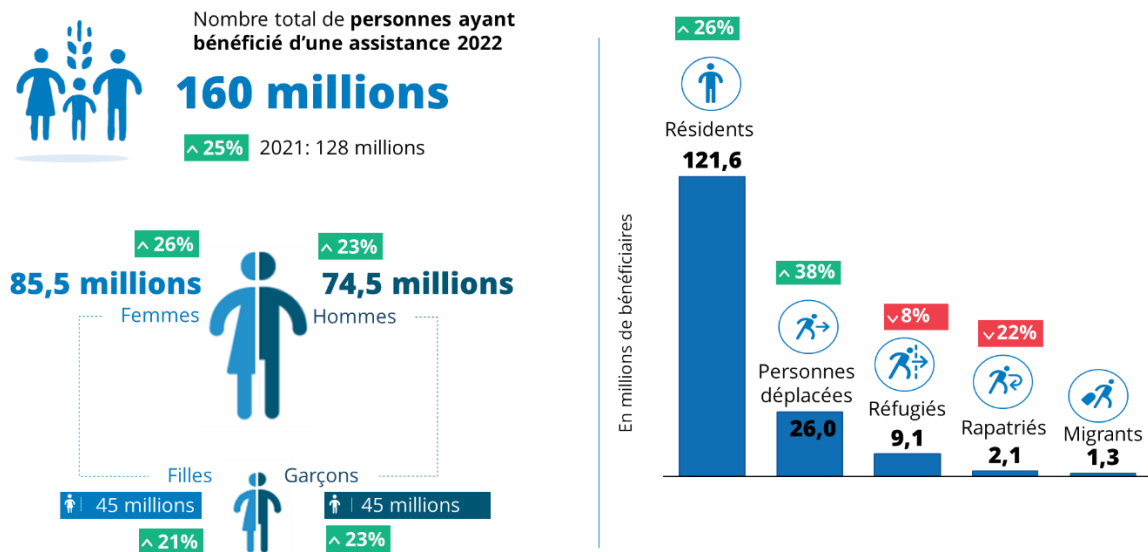 Nombre total de personnes ayant
bénéficié d'une assistance 2022
160 millions
25% 2021: 128 millions
26%
23%
85,5 millions
74,5 millions
Femmes
Hommes
Filles
Garçons
45 millions
45 millions
21%
23%
En millions de bénéficiaires
26%
Résidents
121,6
38%
Personnes
déplacées
26,0
8%
Réfugiés
9,1
22%
Rapatriés
2,1
Migrants
1,3